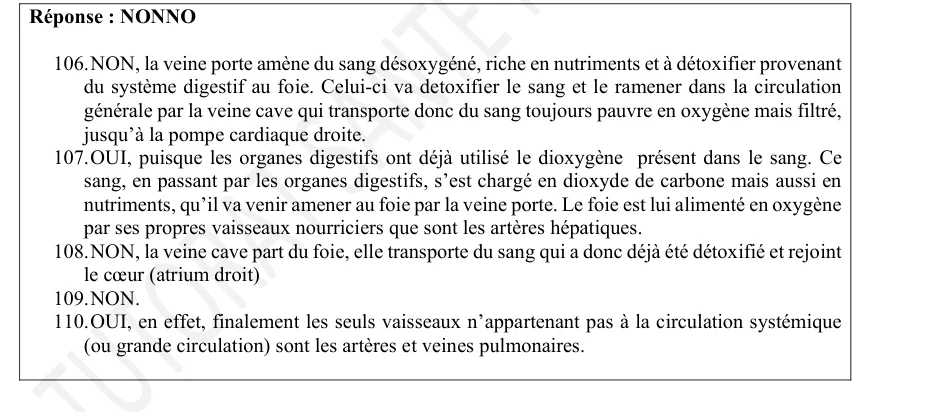 Réponse : NONNO
106. NON, la veine porte amène du sang désoxygéné, riche en nutriments et à détoxifier provenant
du système digestif au foie. Celui-ci va detoxifier le sang et le ramener dans la circulation
générale par la veine cave qui transporte donc du sang toujours pauvre en oxygène mais filtré,
jusqu’à la pompe cardiaque droite.
107. OUI, puisque les organes digestifs ont déjà utilisé le dioxygène présent dans le sang. Ce
sang, en passant par les organes digestifs, s’est chargé en dioxyde de carbone mais aussi en
nutriments, qu’il va venir amener au foie par la veine porte. Le foie est lui alimenté en oxygène
par ses propres vaisseaux nourriciers que sont les artères hépatiques.
108. NON, la veine cave part du foie, elle transporte du sang qui a donc déjà été détoxifié et rejoint
le cœur (atrium droit)
109. NON.
110. OUI, en effet, finalement les seuls vaisseaux n’appartenant pas à la circulation systémique
(ou grande circulation) sont les artères et veines pulmonaires.
TUTORAT SANTE